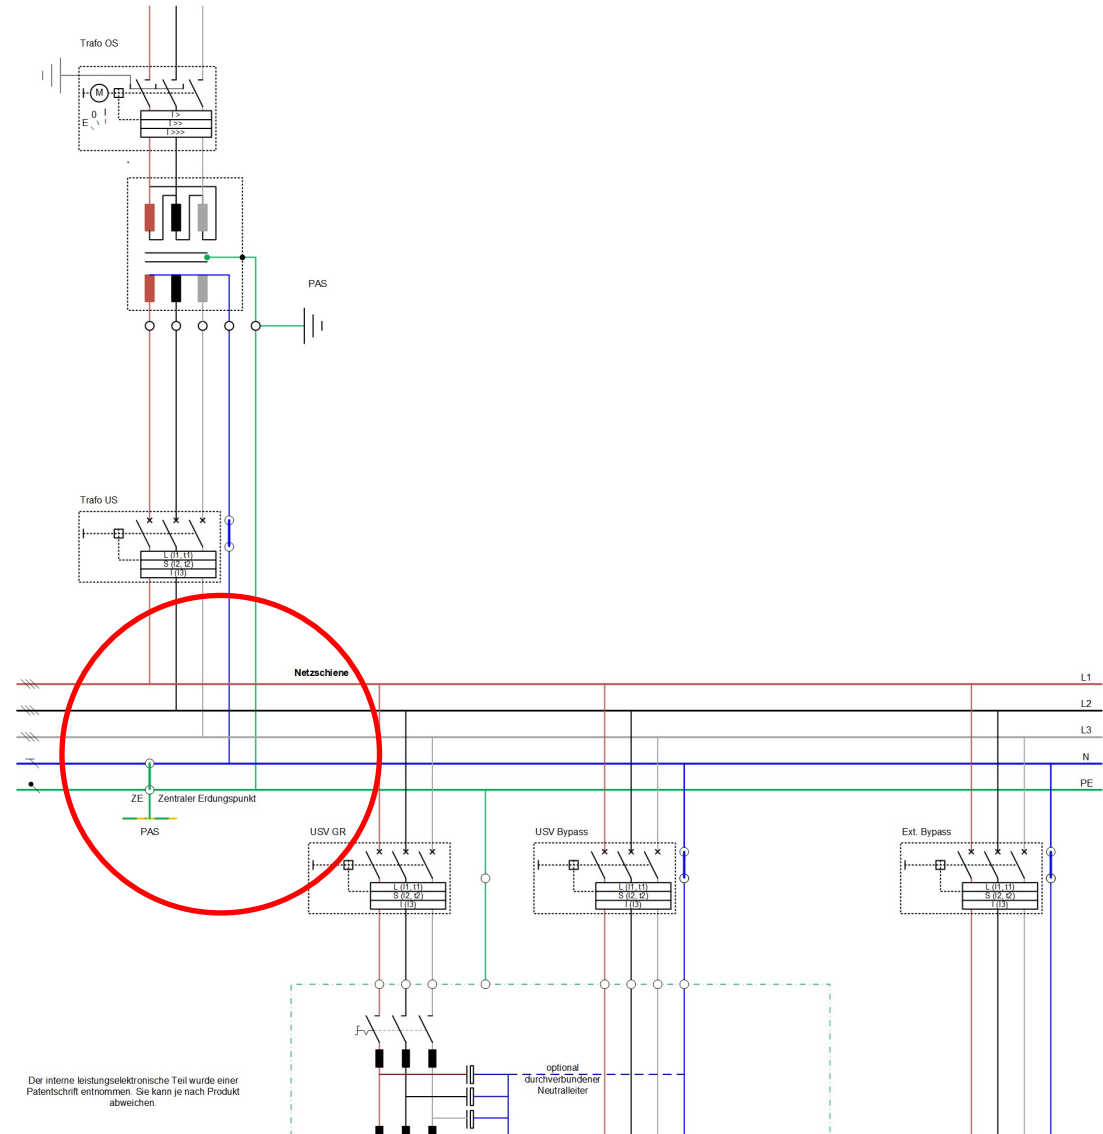 Trafo OS
M
0 I
E
I >
I >>
I >>>
PAS
Trafo US
L (I1, t1)
S (I2, t2)
I (I3)
Netzschiene
L1
L2
L3
N
PE
ZE Zentraler Erdungspunkt
PAS
USV GR
USV Bypass
Ext. Bypass
L (I1, t1)
S (I2, t2)
I (I3)
L (I1, t1)
S (I2, t2)
I (I3)
L (I1, t1)
S (I2, t2)
I (I3)
optional
durchverbundener
Neutralleiter
Der interne leistungselektronische Teil wurde einer
Patentschrift entnommen. Sie kann je nach Produkt
abweichen.